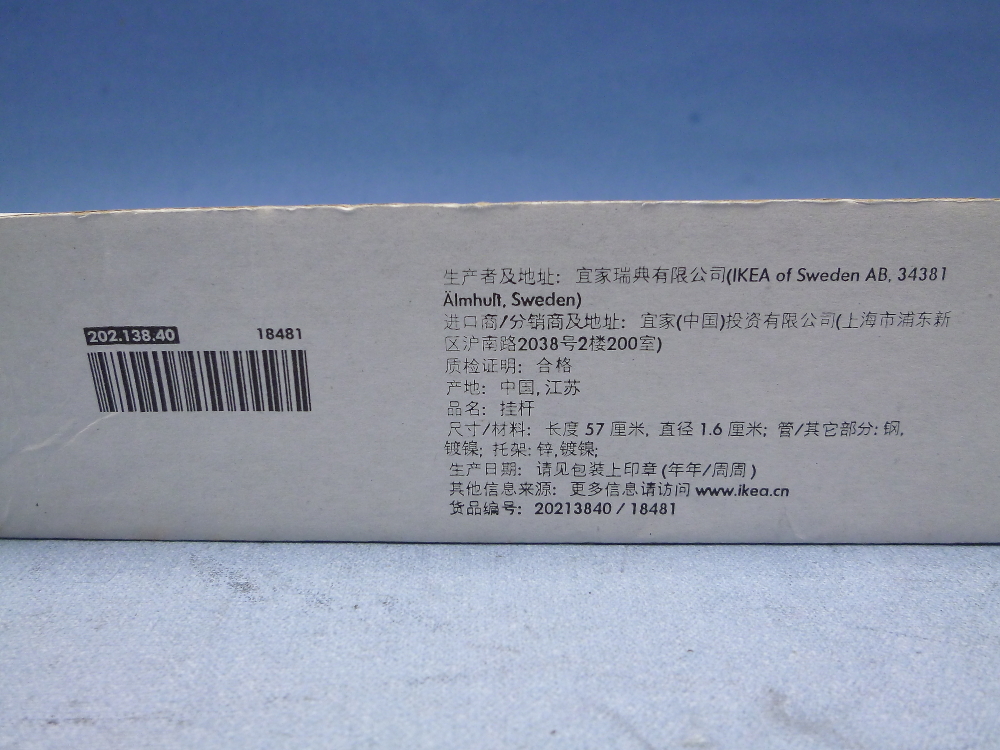 202.138.40 18481
生产者及地址: 宜家瑞典有限公司(IKEA of Sweden AB, 34381
Älmhult, Sweden)
进口商/分销商及地址: 宜家(中国)投资有限公司(上海市浦东新
区沪南路2038号2楼200室)
质检证明: 合格
产地: 中国, 江苏
品名: 挂杆
尺寸/材料: 长度 57 厘米, 直径 1.6 厘米; 管/其它部分: 钢,
镀镍; 托架: 锌,镀镍;
生产日期: 请见包装上印章 (年年/周周)
其他信息来源: 更多信息请访问 www.ikea.cn
货品编号: 20213840 / 18481